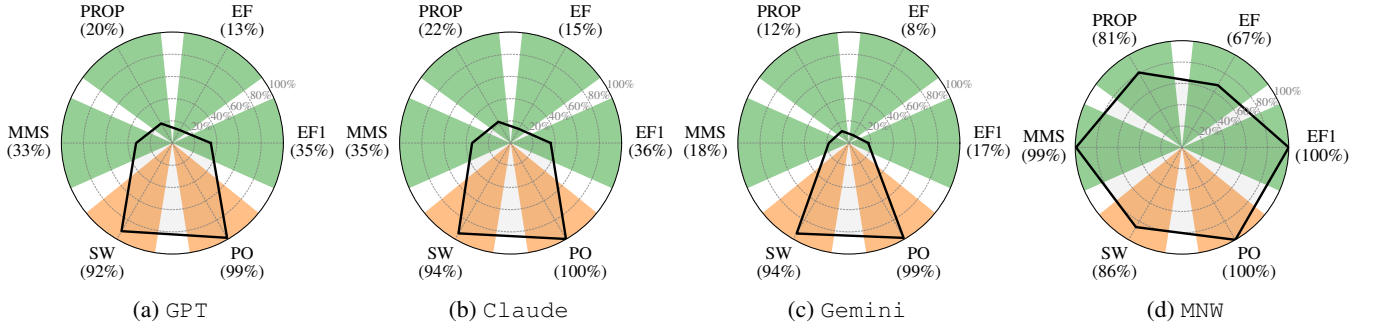 PROP
(20%)
EF
(13%)
100%
80%
60%
40%
20%
MMS
(33%)
EF1
(35%)
SW
(92%)
PO
(99%)
(a) GPT
PROP
(22%)
EF
(15%)
100%
80%
60%
40%
20%
MMS
(35%)
EF1
(36%)
SW
(94%)
PO
(100%)
(b) Claude
PROP
(12%)
EF
(8%)
100%
80%
60%
40%
20%
MMS
(18%)
EF1
(17%)
SW
(94%)
PO
(99%)
(c) Gemini
PROP
(81%)
EF
(67%)
100%
80%
60%
40%
20%
MMS
(99%)
EF1
(100%)
SW
(86%)
PO
(100%)
(d) MNW